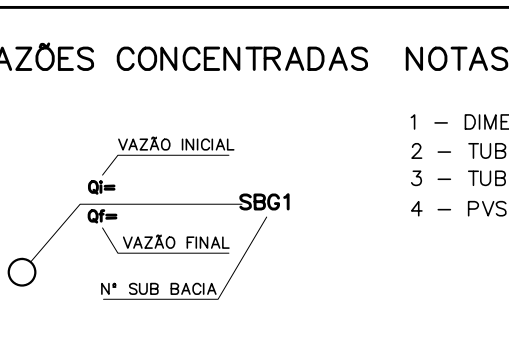 AZÕES CONCENTRADAS
VAZÃO INICIAL
Qi=
SBG1
Qf=
VAZÃO FINAL
Nº SUB BACIA
NOTAS
1 – DIME
2 – TUB
3 – TUB
4 – PVS